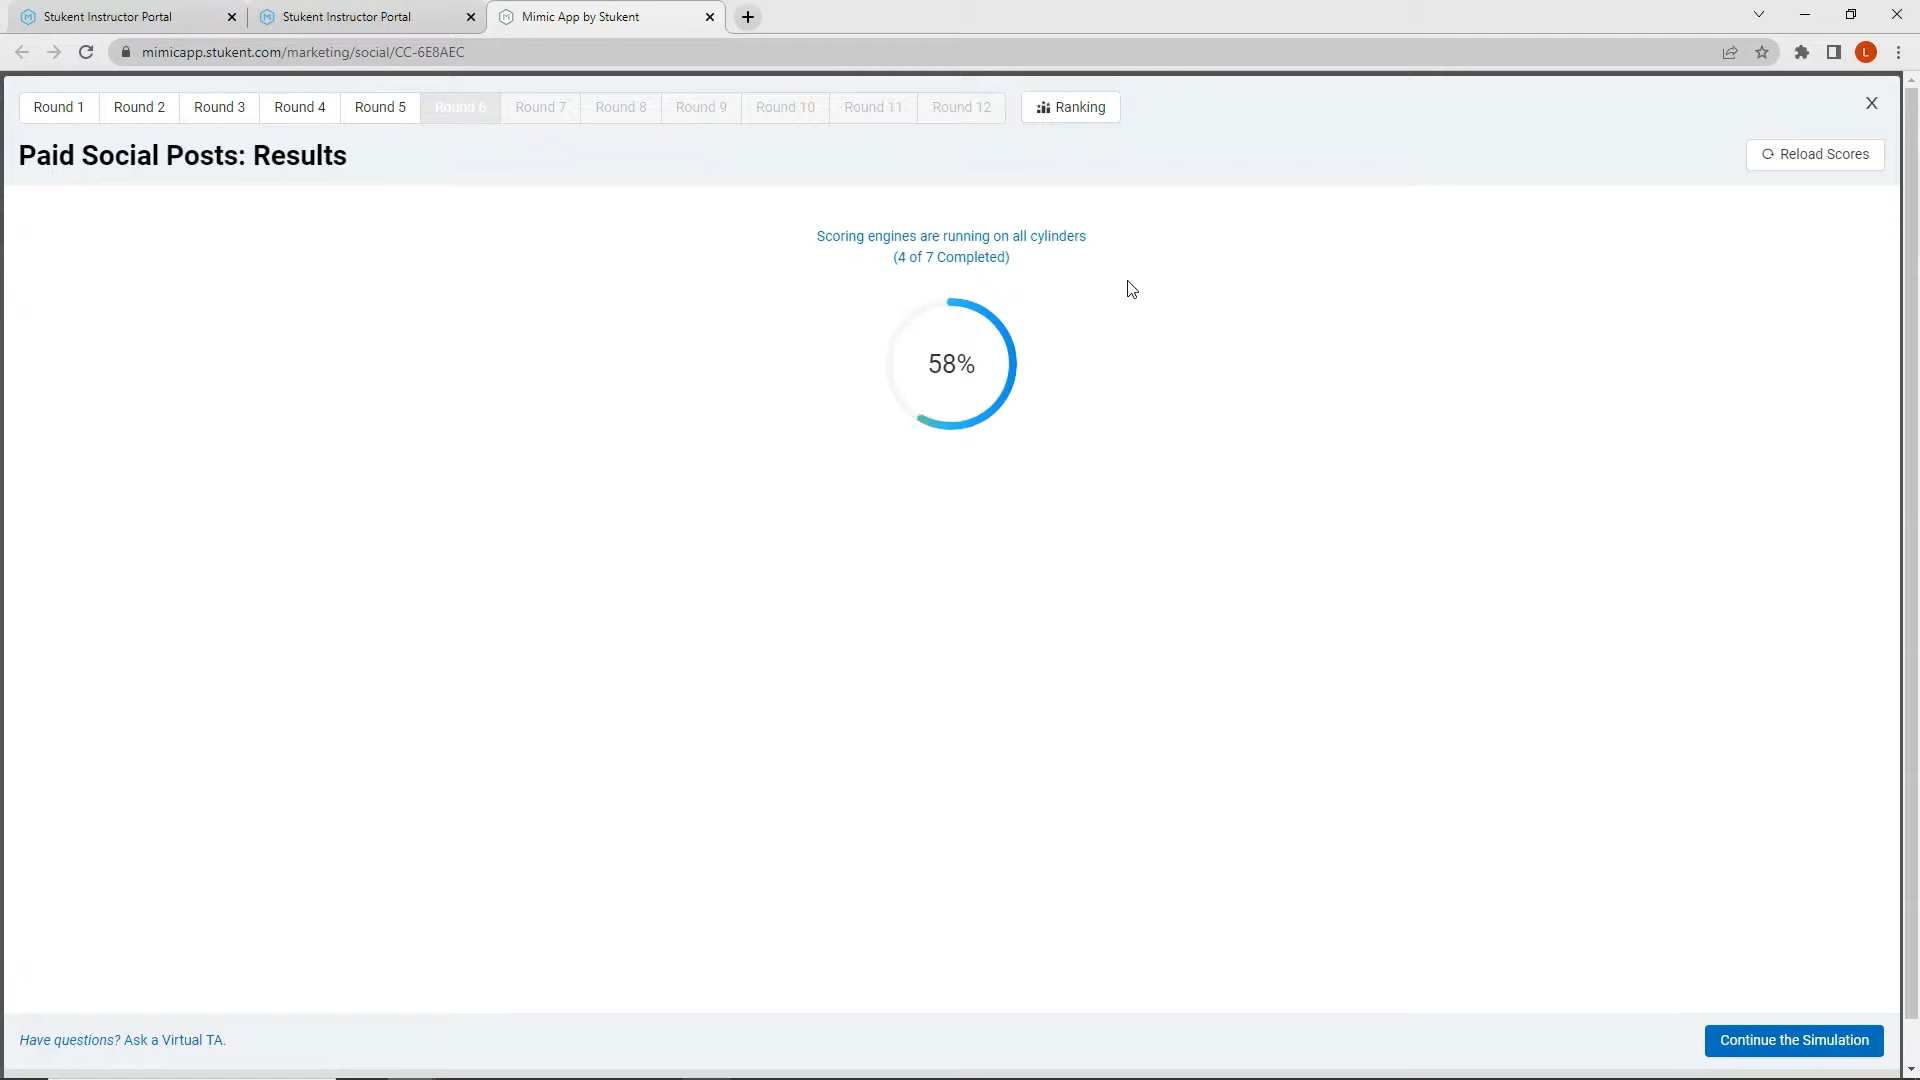 Stukent Instructor Portal
Stukent Instructor Portal
Mimic App by Stukent
mimicapp.stukent.com/marketing/social/CC-6E8AEC
L
Round 1
Round 2
Round 3
Round 4
Round 5
Round 6
Round 7
Round 8
Round 9
Round 10
Round 11
Round 12
Ranking
X
Paid Social Posts: Results
Reload Scores
Scoring engines are running on all cylinders
(4 of 7 Completed)
58%
Have questions? Ask a Virtual TA.
Continue the Simulation